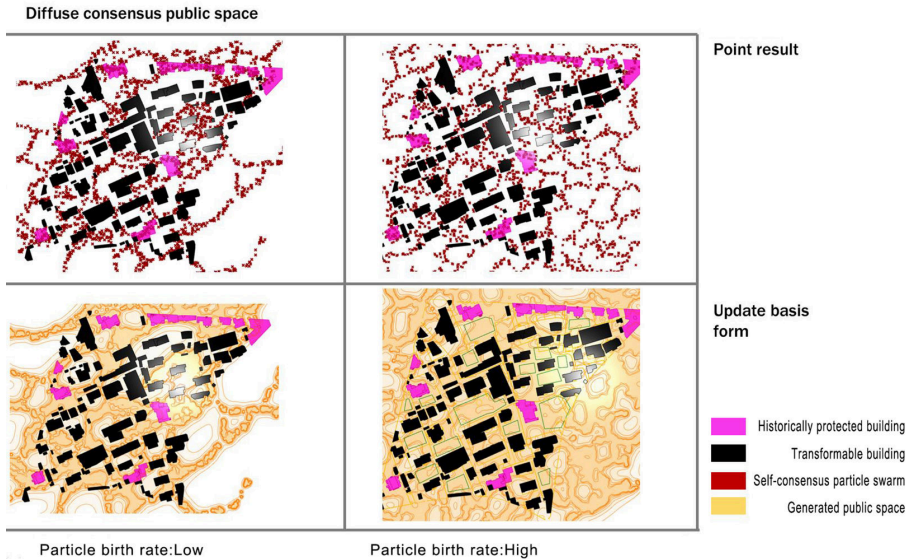 Diffuse consensus public space
Point result
Update basis
form
Historically protected building
Transformable building
Self-consensus particle swarm
Generated public space
Particle birth rate:Low
Particle birth rate:High